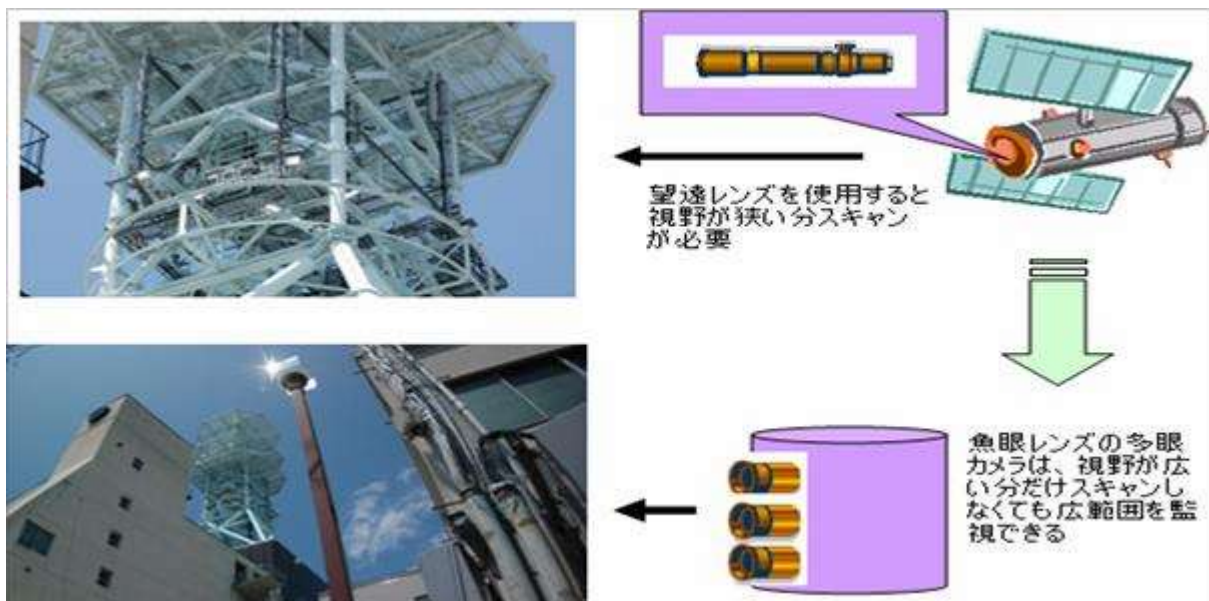 望遠レンズを使用すると
視野が狭い分スキャン
が必要
魚眼レンズの多眼
カメラは、視野が広
い分だけスキャンし
なくても広範囲を監
視できる